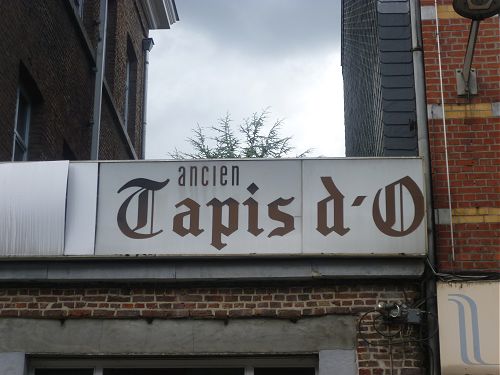 ancien
Tapis d'O